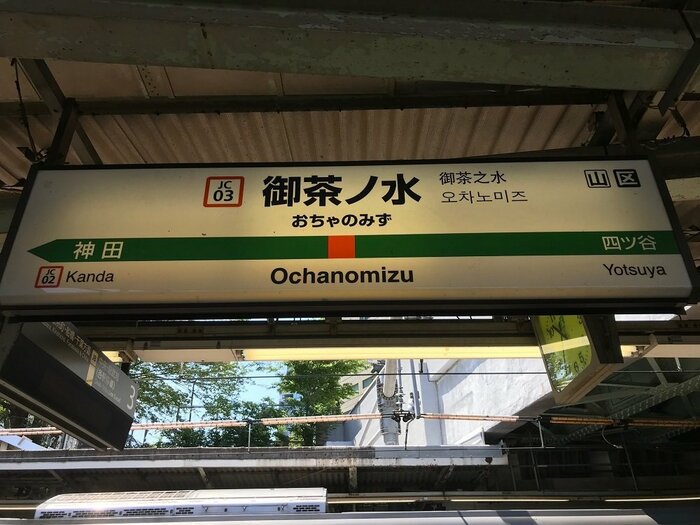 JC
03
御茶ノ水
おちゃのみず
御茶之水
오차노미즈
山 区
神田
四ツ谷
JC
02
Kanda
Ochanomizu
Yotsuya
3